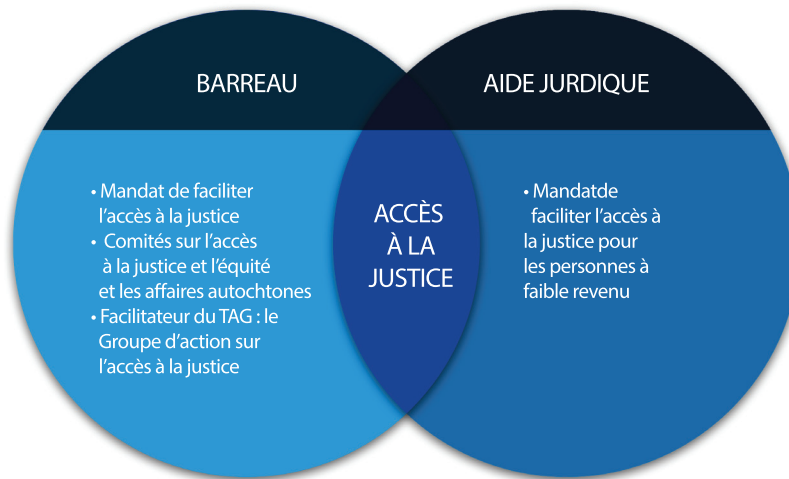 BARREAU
• Mandat de faciliter
l'accès à la justice
• Comités sur l'accès
à la justice et l'équité
et les affaires autochtones
• Facilitateur du TAG : le
Groupe d'action sur
l'accès à la justice
ACCÈS
À LA
JUSTICE
AIDE JURDIQUE
• Mandatde
faciliter l'accès à
la justice pour
les personnes à
faible revenu